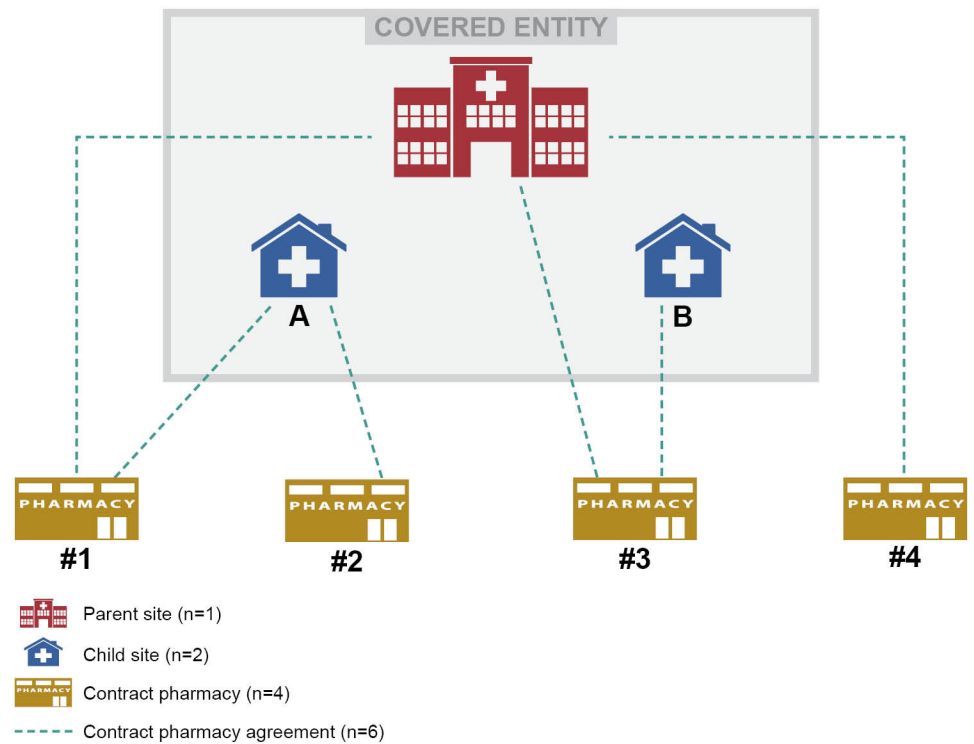 COVERED ENTITY
A
B
PHARMACY
PHARMACY
PHARMACY
PHARMACY
#1
#2
#3
#4
Parent site (n=1)
Child site (n=2)
PHARMACY
Contract pharmacy (n=4)
Contract pharmacy agreement (n=6)